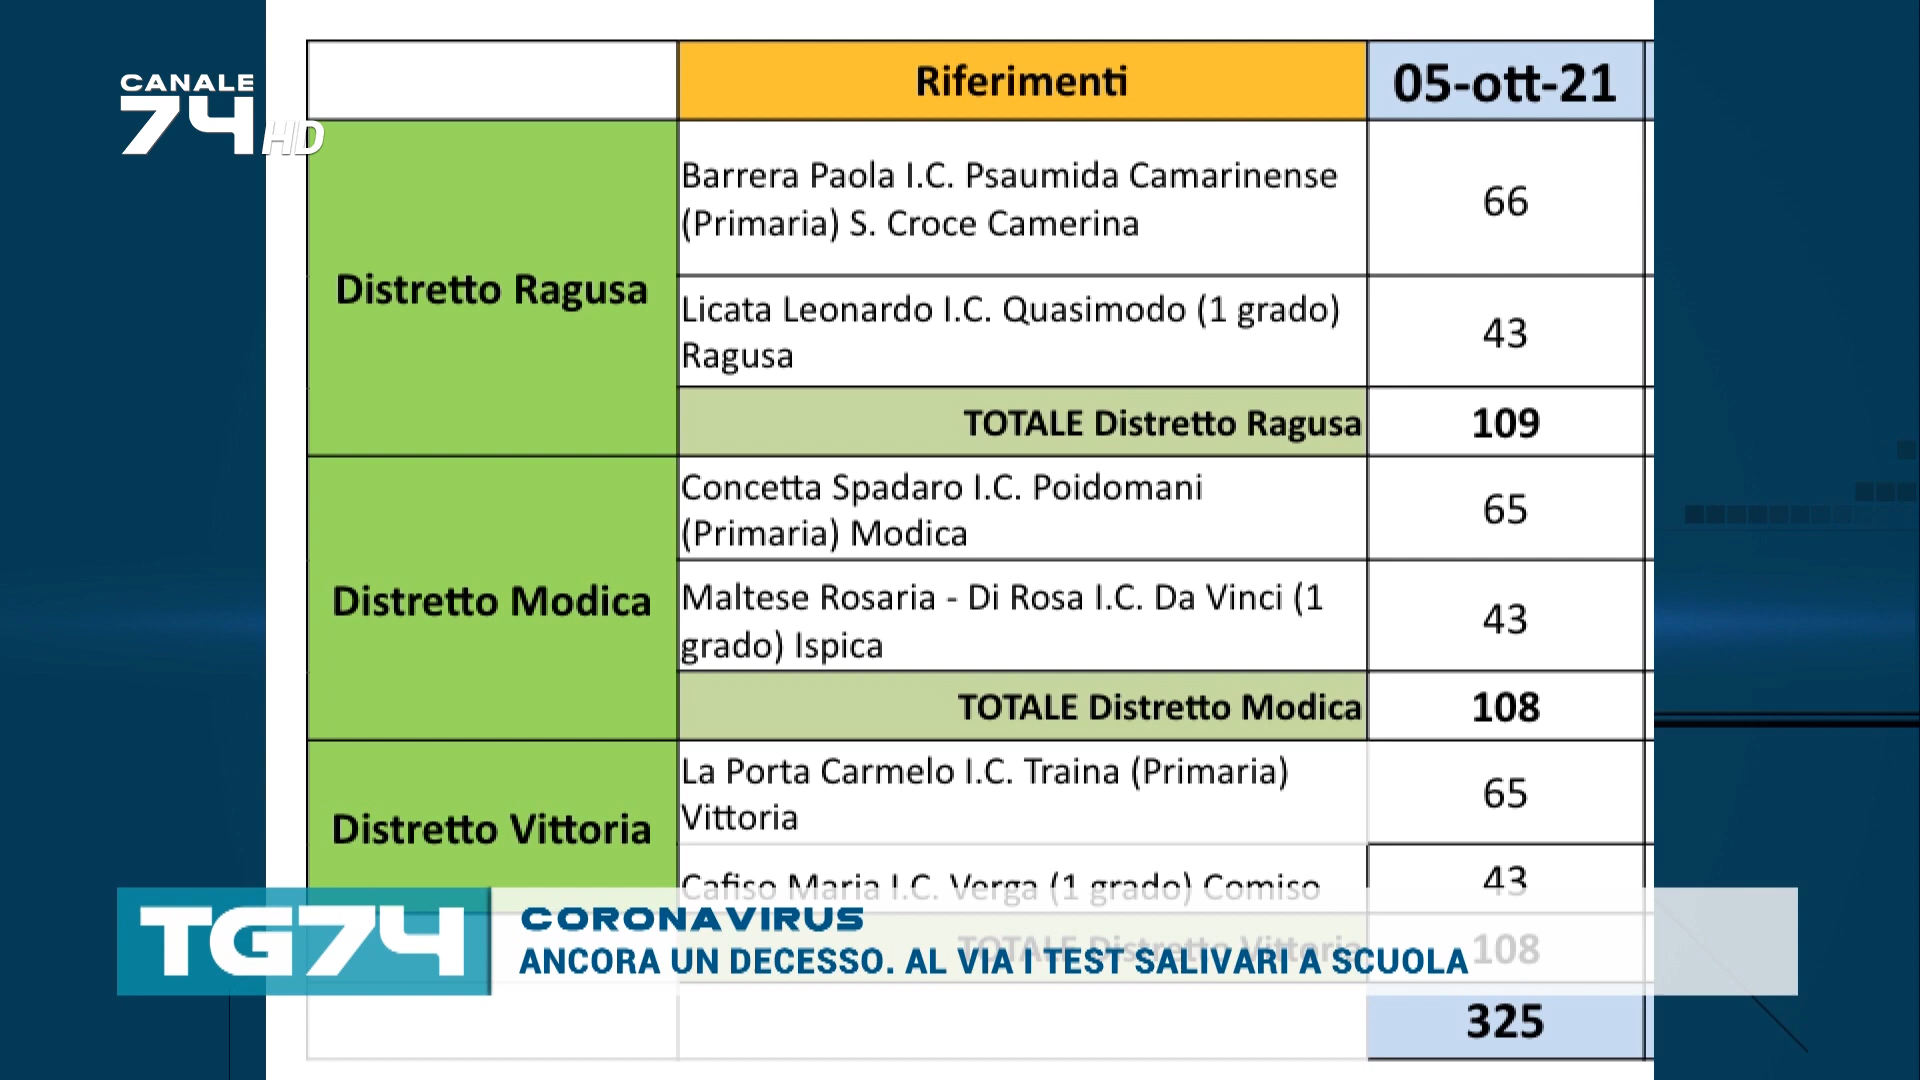 CANALE
74 HD
Riferimenti
05-ott-21
Distretto Ragusa
Barrera Paola I.C. Psaumida Camarinense
(Primaria) S. Croce Camerina
66
Licata Leonardo I.C. Quasimodo (1 grado)
Ragusa
43
TOTALE Distretto Ragusa
109
Distretto Modica
Concetta Spadaro I.C. Poidomani
(Primaria) Modica
65
Maltese Rosaria - Di Rosa I.C. Da Vinci (1
grado) Ispica
43
TOTALE Distretto Modica
108
Distretto Vittoria
La Porta Carmelo I.C. Traina (Primaria)
Vittoria
65
Cafiso Maria I.C. Verga (1 grado) Comiso
43
TOTALE Distretto Vittoria
108
TG74
CORONAVIRUS
ANCORA UN DECESSO. AL VIA I TEST SALIVARI A SCUOLA
325